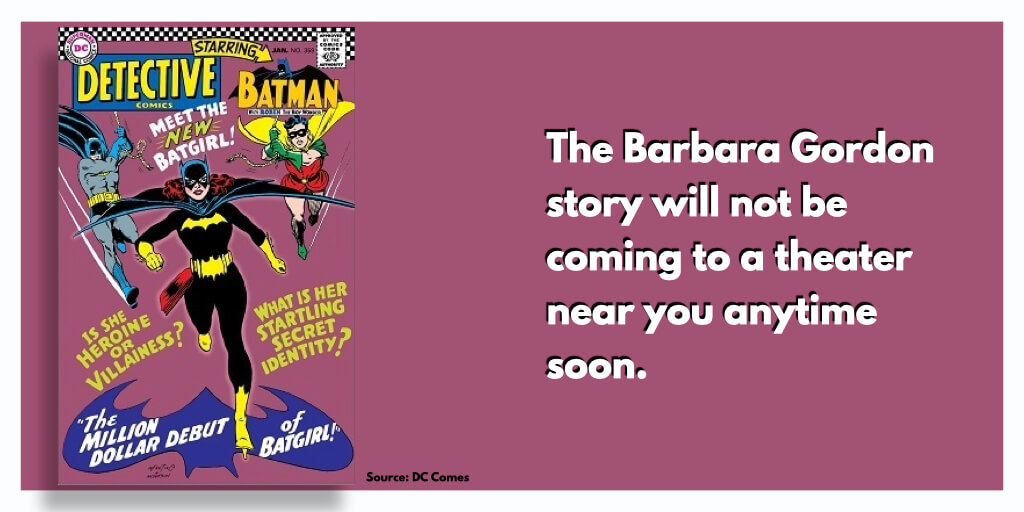 SUPERMAN
DC
NATIONAL COMICS
STARRING
JAN. NO. 359
APPROVED
BY THE
COMICS
CODE
AUTHORITY
DETECTIVE
COMICS
BATMAN
WITH ROBIN THE BOY WONDER
MEET THE
NEW
BATGIRL!
IS SHE
HEROINE
OR
VILLAINESS?
WHAT IS HER
STARTLING
SECRET
IDENTITY?
"The
MILLION
DOLLAR DEBUT
of
BATGIRL!"
The Barbara Gordon
story will not be
coming to a theater
near you anytime
soon.
Source: DC Comes